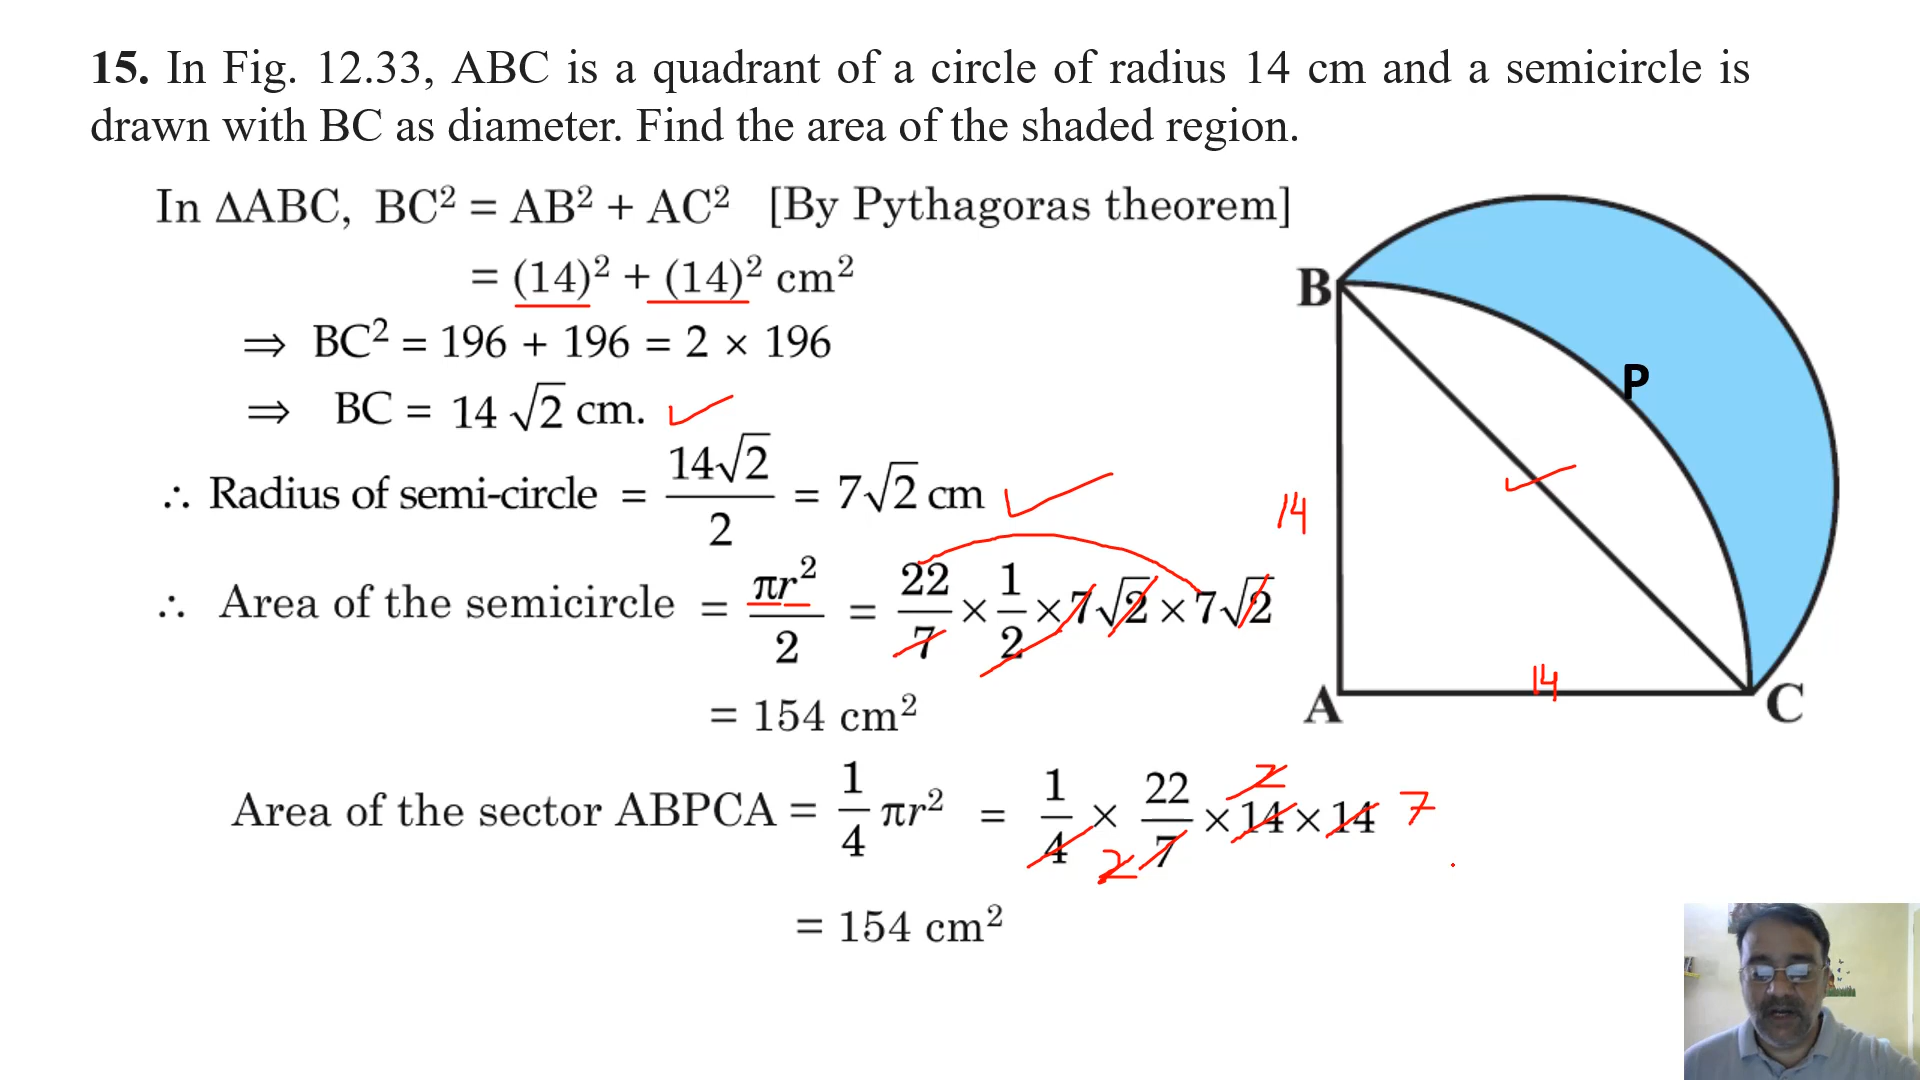 15. In Fig. 12.33, ABC is a quadrant of a circle of radius 14 cm and a semicircle is
drawn with BC as diameter. Find the area of the shaded region.
In ΔABC, BC² = AB² + AC² [By Pythagoras theorem]
= (14)² + (14)² cm²
⇒ BC² = 196 + 196 = 2 × 196
⇒ BC = 14 √2 cm.
∴ Radius of semi-circle = 14√2/2 = 7√2 cm
∴ Area of the semicircle = πr²/2 = 22/7 × 1/2 × 7√2 × 7√2
= 154 cm²
Area of the sector ABPCA = 1/4 πr² = 1/4 × 22/7 × 14 × 14 7
2
2
= 154 cm²
B
P
14
14
A
C